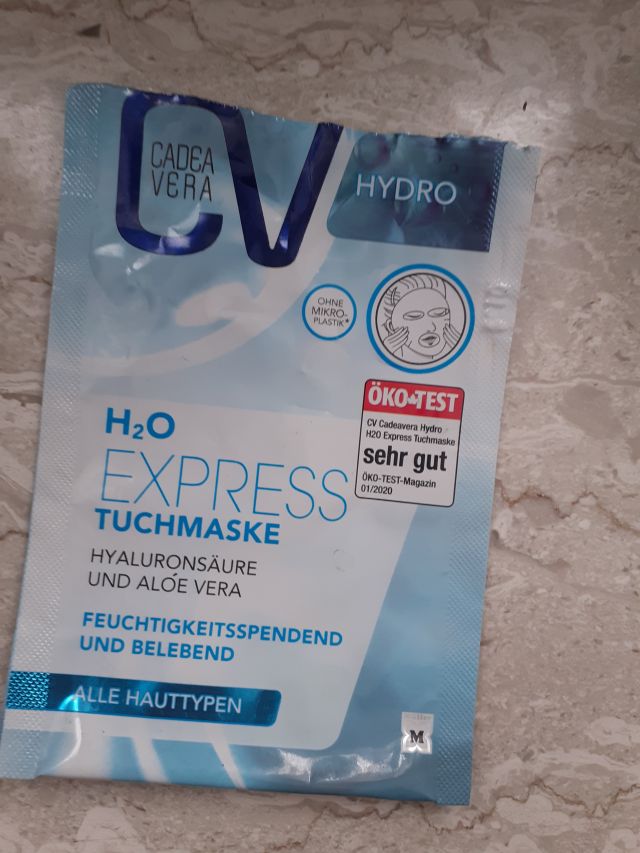 CV
CADEA
VERA
HYDRO
OHNE
MIKRO-
PLASTIK*
ÖKO-TEST
CV Cadeavera Hydro
H2O Express Tuchmaske
sehr gut
ÖKO-TEST-Magazin
01/2020
H₂O
EXPRESS
TUCHMASKE
HYALURONSÄURE
UND ALOE VERA
FEUCHTIGKEITSSPENDEND
UND BELEBEND
ALLE HAUTTYPEN
M